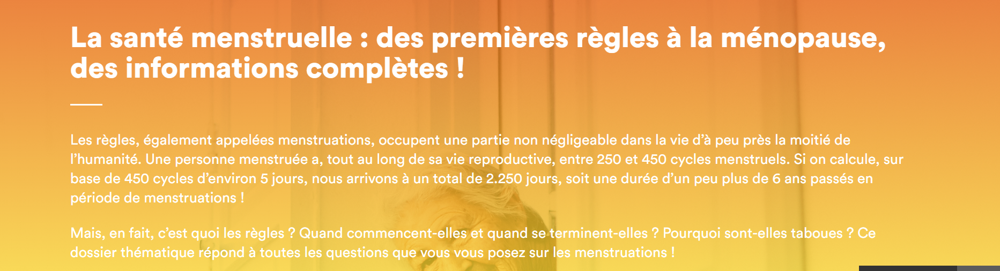 La santé menstruelle : des premières règles à la ménopause,
des informations complètes !
Les règles, également appelées menstruations, occupent une partie non négligeable dans la vie d’à peu près la moitié de
l’humanité. Une personne menstruée a, tout au long de sa vie reproductive, entre 250 et 450 cycles menstruels. Si on calcule, sur
base de 450 cycles d’environ 5 jours, nous arrivons à un total de 2.250 jours, soit une durée d’un peu plus de 6 ans passés en
période de menstruations !
Mais, en fait, c’est quoi les règles ? Quand commencent-elles et quand se terminent-elles ? Pourquoi sont-elles taboues ? Ce
dossier thématique répond à toutes les questions que vous vous posez sur les menstruations !